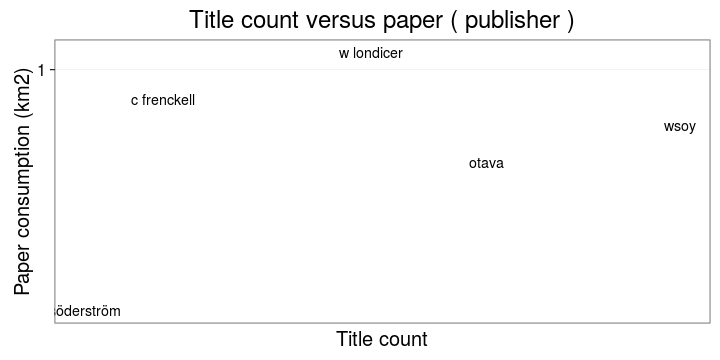 Title count versus paper ( publisher )
w londicer
1
c frenckell
wsoy
otava
öderström
Paper consumption (km2)
Title count